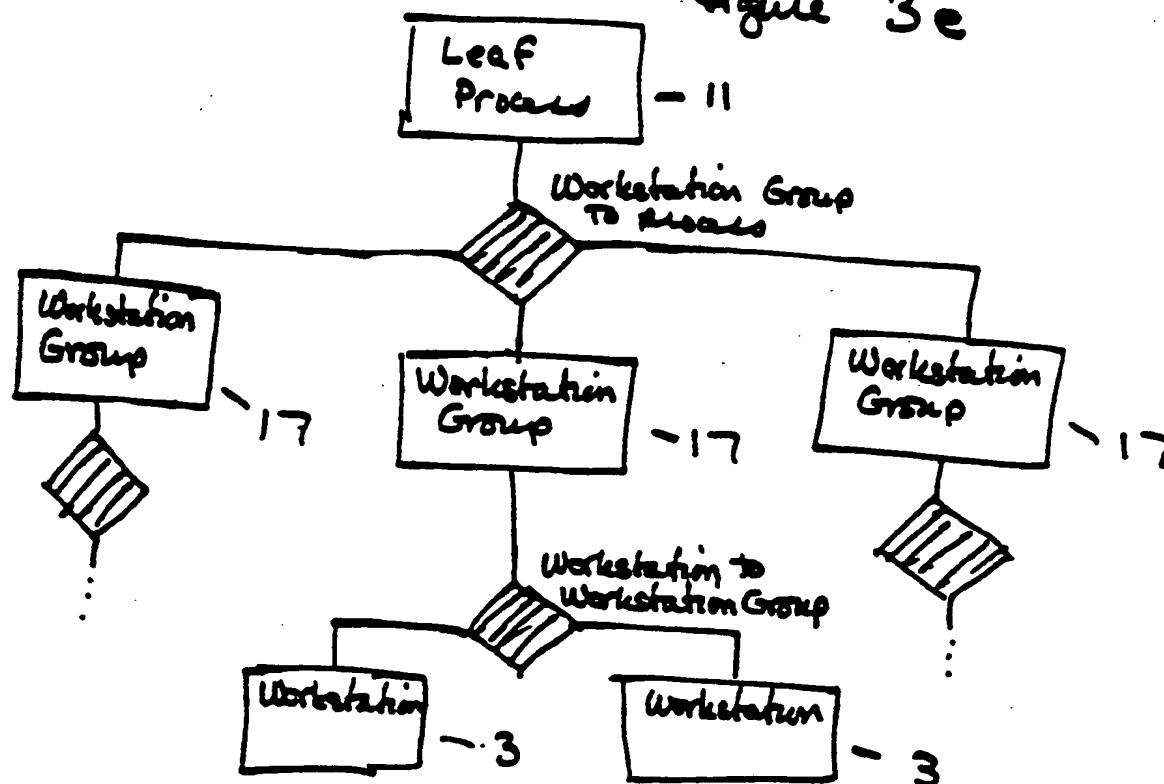 Figure 3e
Leaf
Process
- 11
Workstation Group
To Process
Workstation
Group
- 17
Workstation
Group
- 17
Workstation
Group
- 17
Workstation to
Workstation Group
Workstation
- 3
Workstation
- 3